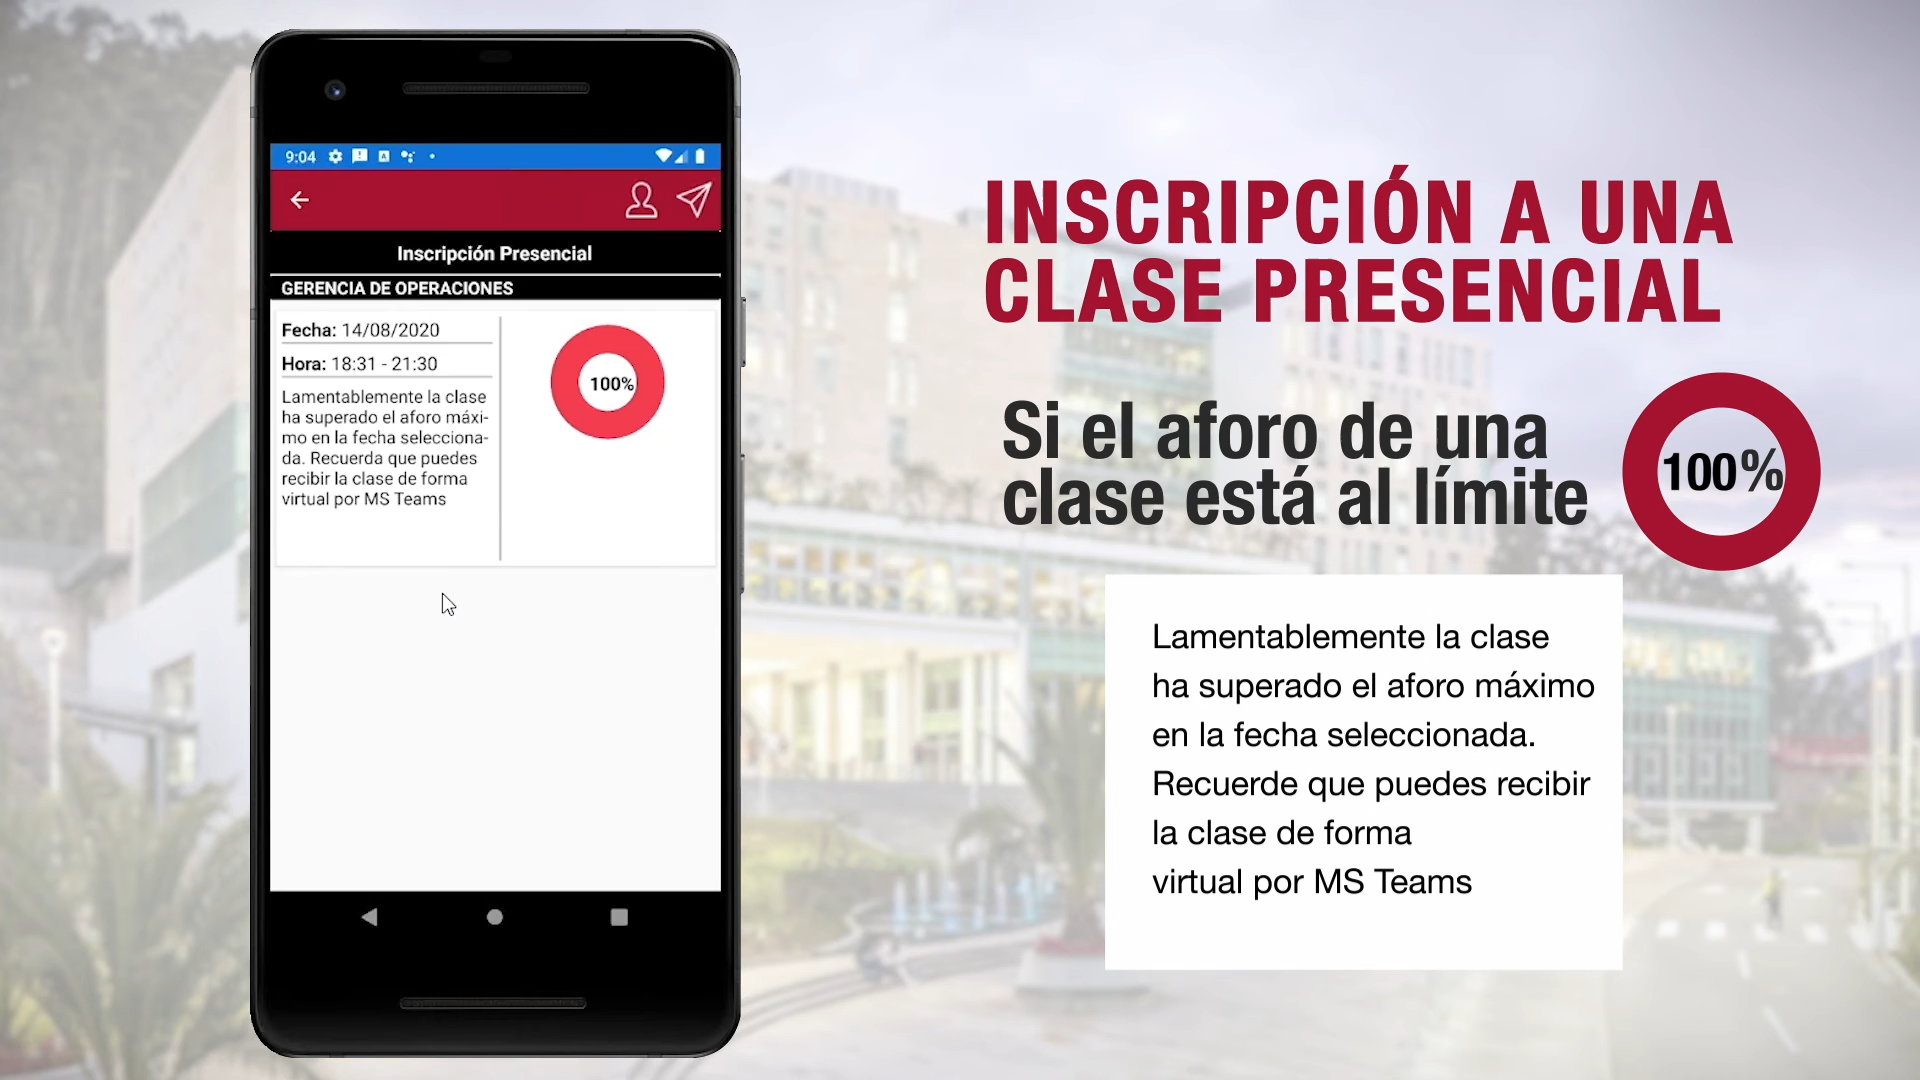 9:04
Inscripción Presencial
GERENCIA DE OPERACIONES
Fecha: 14/08/2020
Hora: 18:31 - 21:30
Lamentablemente la clase
ha superado el aforo máxi-
mo en la fecha selecciona-
da. Recuerda que puedes
recibir la clase de forma
virtual por MS Teams
100%
INSCRIPCIÓN A UNA
CLASE PRESENCIAL
Si el aforo de una
clase está al límite
100%
Lamentablemente la clase
ha superado el aforo máximo
en la fecha seleccionada.
Recuerde que puedes recibir
la clase de forma
virtual por MS Teams